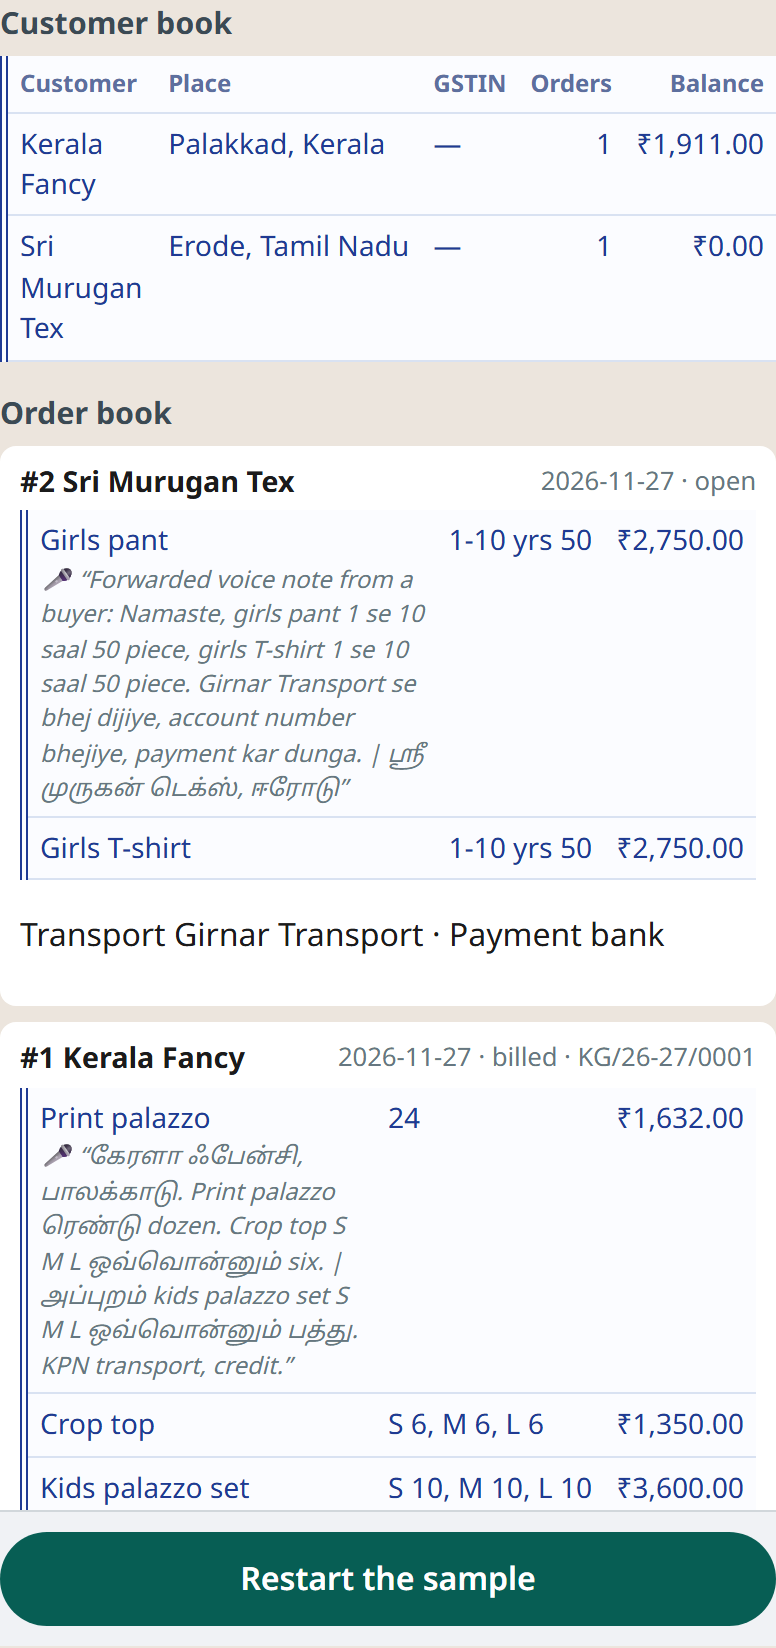 Customer book
Customer Place GSTIN Orders Balance
Kerala Fancy Palakkad, Kerala — 1 ₹1,911.00
Sri Murugan Tex Erode, Tamil Nadu — 1 ₹0.00
Order book
#2 Sri Murugan Tex 2026-11-27 · open
Girls pant 1-10 yrs 50 ₹2,750.00
🎤 “Forwarded voice note from a
buyer: Namaste, girls pant 1 se 10
saal 50 piece, girls T-shirt 1 se 10
saal 50 piece. Girnar Transport se
bhej dijiye, account number
bhejiye, payment kar dunga. | ஸ்ரீ
முருகன் டெக்ஸ், ஈரோடு”
Girls T-shirt 1-10 yrs 50 ₹2,750.00
Transport Girnar Transport · Payment bank
#1 Kerala Fancy 2026-11-27 · billed · KG/26-27/0001
Print palazzo 24 ₹1,632.00
🎤 “கேரளா ஃபேன்சி,
பாலக்காடு. Print palazzo
ரெண்டு dozen. Crop top S
M L ஒவ்வொன்னும் six. |
அப்புறம் kids palazzo set S
M L ஒவ்வொன்னும் பத்து.
KPN transport, credit.”
Crop top S 6, M 6, L 6 ₹1,350.00
Kids palazzo set S 10, M 10, L 10 ₹3,600.00
Restart the sample